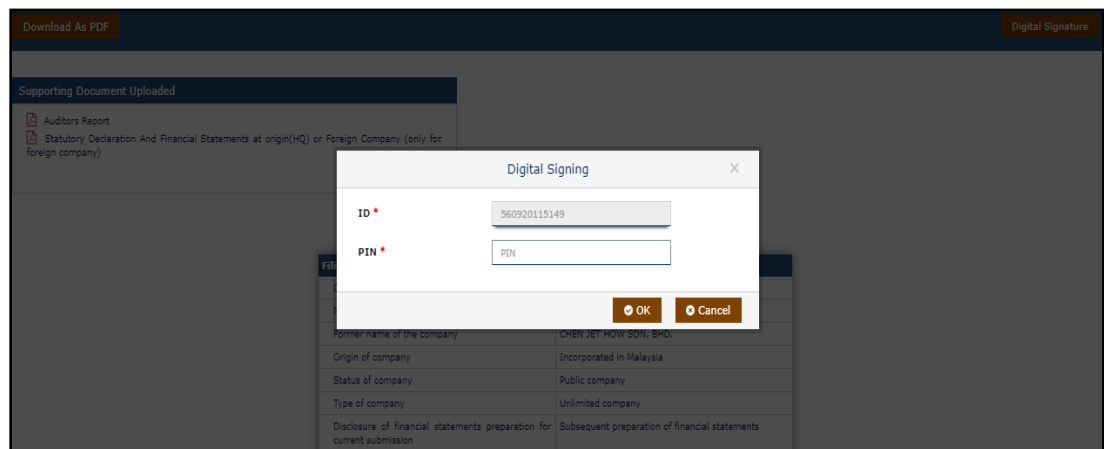 Download As PDF
Digital Signature
Supporting Document Uploaded
Auditors Report
Statutory Declaration And Financial Statements at origin(HQ) or Foreign Company (only for
foreign company)
Digital Signing
ID *
560920115149
PIN *
PIN
OK
Cancel
Fili
Former name of the company
CHEN JET HOW SDN. BHD.
Origin of company
Incorporated in Malaysia
Status of company
Public company
Type of company
Unlimited company
Disclosure of financial statements preparation for
current submission
Subsequent preparation of financial statements